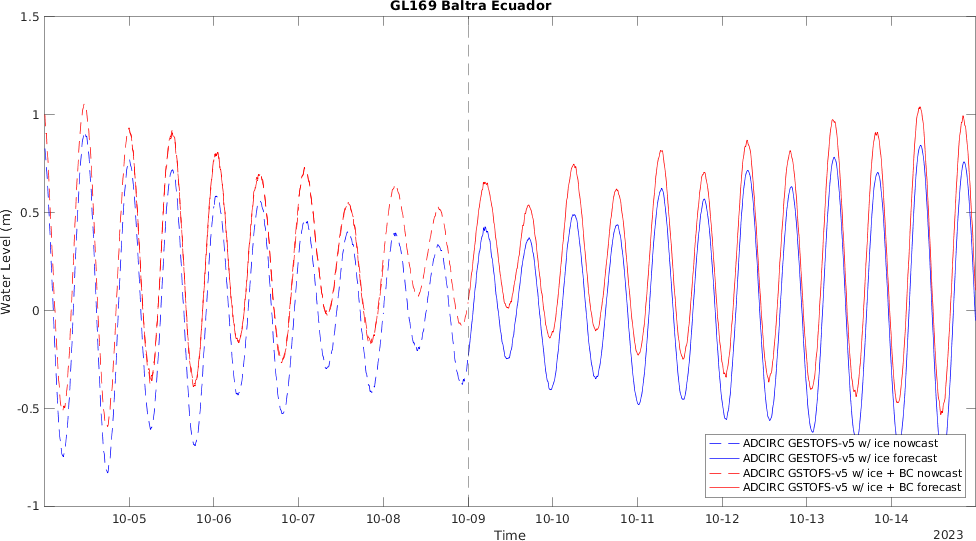 GL169 Baltra Ecuador
1.5
1
0.5
0
-0.5
-1
Water Level (m)
10-05 10-06 10-07 10-08 10-09 10-10 10-11 10-12 10-13 10-14
Time
2023
ADCIRC GESTOFS-v5 w/ ice nowcast
ADCIRC GESTOFS-v5 w/ ice forecast
ADCIRC GSTOFS-v5 w/ ice + BC nowcast
ADCIRC GSTOFS-v5 w/ ice + BC forecast